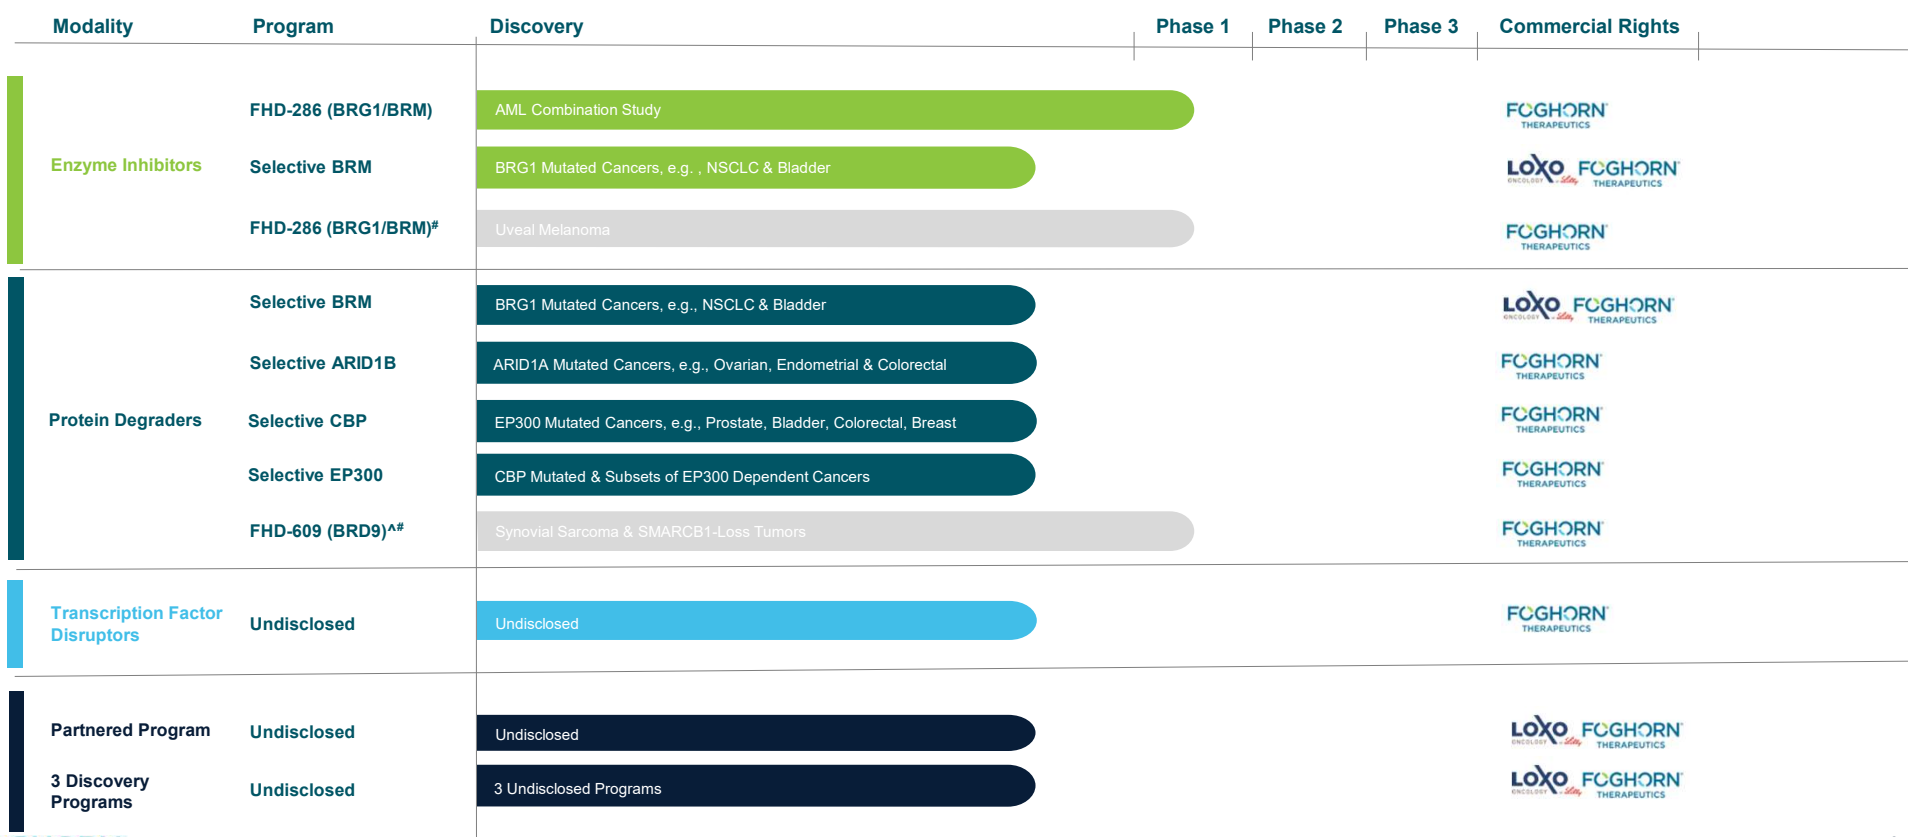 Modality Program Discovery Phase 1 Phase 2 Phase 3 Commercial Rights
FHD-286 (BRG1/BRM) AML Combination Study FOGHORN
THERAPEUTICS
Enzyme Inhibitors Selective BRM BRG1 Mutated Cancers, e.g. , NSCLC & Bladder LOXO FOGHORN
ONCOLOGY Lilly THERAPEUTICS
FHD-286 (BRG1/BRM)# Uveal Melanoma FOGHORN
THERAPEUTICS
Selective BRM BRG1 Mutated Cancers, e.g., NSCLC & Bladder LOXO FOGHORN
ONCOLOGY Lilly THERAPEUTICS
Selective ARID1B ARID1A Mutated Cancers, e.g., Ovarian, Endometrial & Colorectal FOGHORN
THERAPEUTICS
Protein Degraders Selective CBP EP300 Mutated Cancers, e.g., Prostate, Bladder, Colorectal, Breast FOGHORN
THERAPEUTICS
Selective EP300 CBP Mutated & Subsets of EP300 Dependent Cancers FOGHORN
THERAPEUTICS
FHD-609 (BRD9)^# Synovial Sarcoma & SMARCB1-Loss Tumors FOGHORN
THERAPEUTICS
Transcription Factor
Disruptors Undisclosed Undisclosed FOGHORN
THERAPEUTICS
Partnered Program Undisclosed Undisclosed LOXO FOGHORN
ONCOLOGY Lilly THERAPEUTICS
3 Discovery
Programs Undisclosed 3 Undisclosed Programs LOXO FOGHORN
ONCOLOGY Lilly THERAPEUTICS